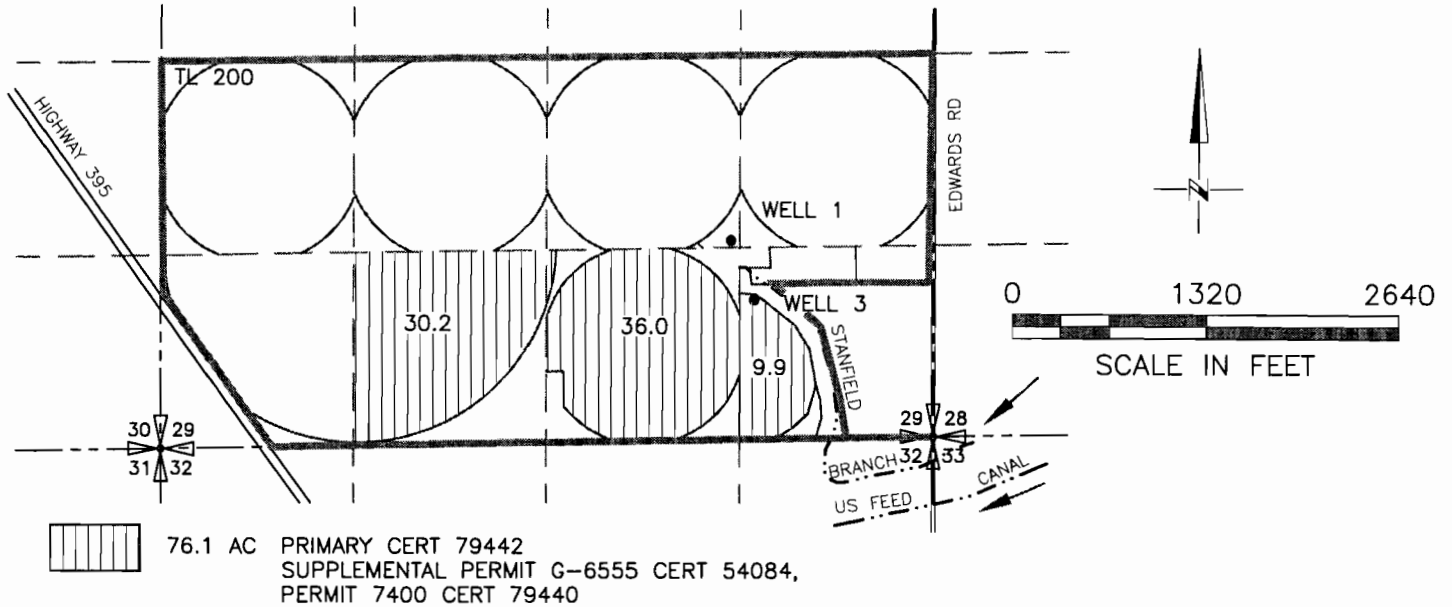 TL 200
HIGHWAY 395
EDWARDS RD
WELL 1
N
WELL 3
30.2
36.0
9.9
STANFIELD
0 1320 2640
SCALE IN FEET
30 29
31 32
29 28
32 33
BRANCH
US FEED CANAL
76.1 AC PRIMARY CERT 79442
SUPPLEMENTAL PERMIT G-6555 CERT 54084,
PERMIT 7400 CERT 79440